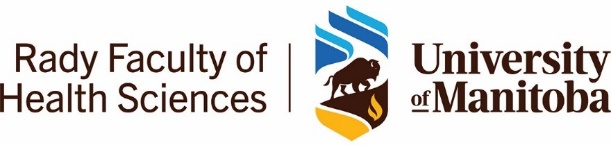 Rady Faculty of
Health Sciences
University
of Manitoba